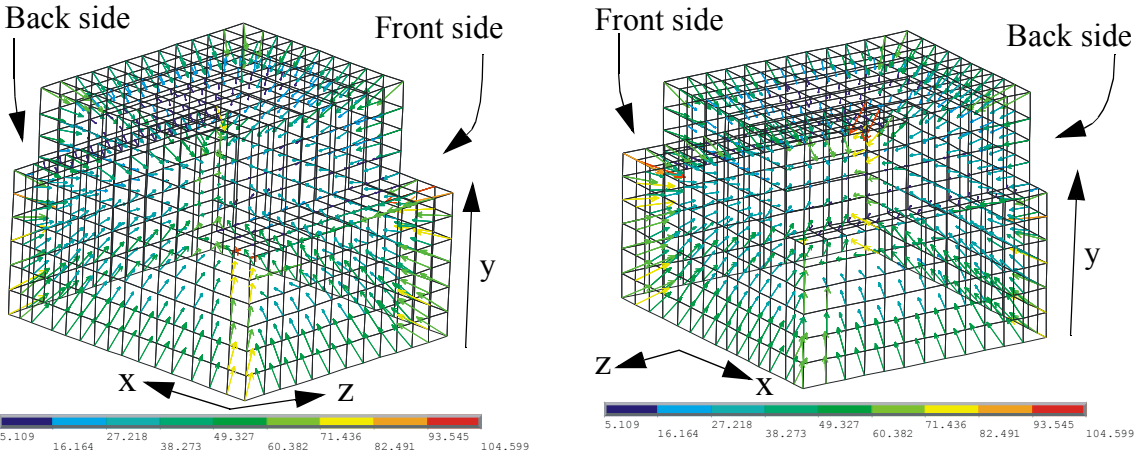 Back side
Front side
y
x
z
5.109
16.164
27.218
38.273
49.327
60.382
71.436
82.491
93.545
104.599
Front side
Back side
y
z
x
5.109
16.164
27.218
38.273
49.327
60.382
71.436
82.491
93.545
104.599